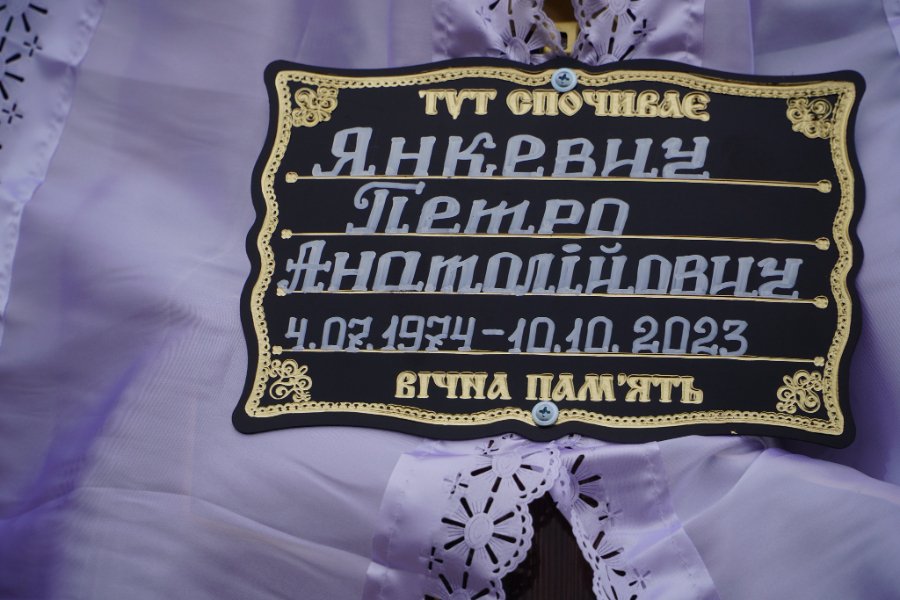 ТУТ СПОЧИВАЄ
Янкевич
Петро
Анатолійович
4.07.1974-10.10.2023
ВІЧНА ПАМ'ЯТЬ